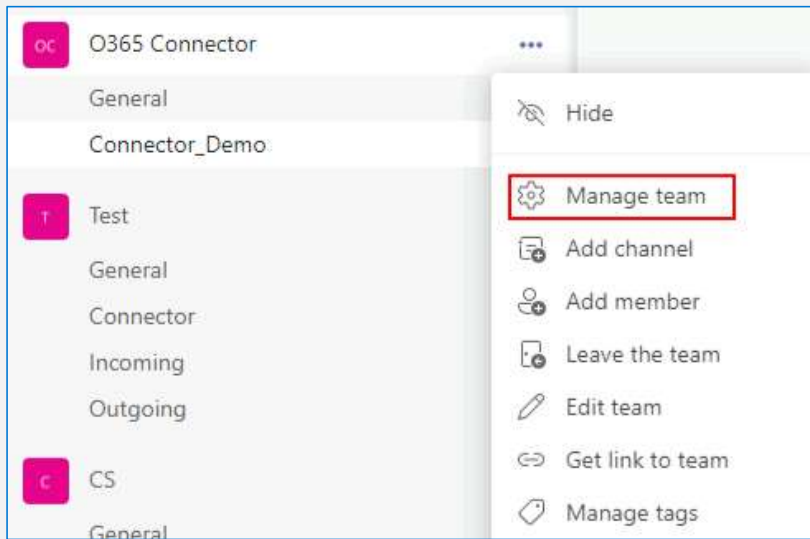 OC O365 Connector ...
General
Connector_Demo
T Test
General
Connector
Incoming
Outgoing
C CS
General
Hide
Manage team
Add channel
Add member
Leave the team
Edit team
Get link to team
Manage tags